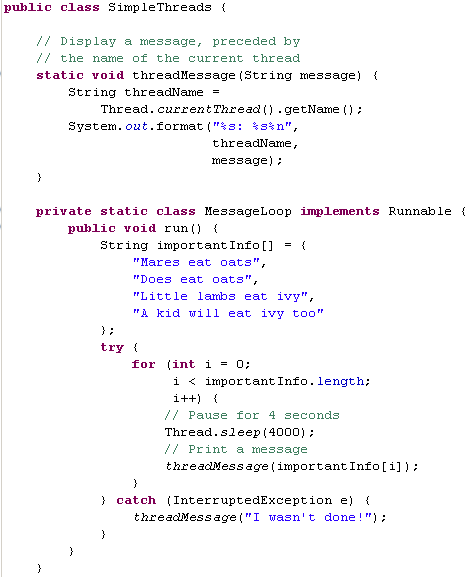 public class SimpleThreads {
// Display a message, preceded by
// the name of the current thread
static void threadMessage(String message) {
String threadName =
Thread.currentThread().getName();
System.out.format("%s: %s%n",
threadName,
message);
}
private static class MessageLoop implements Runnable {
public void run() {
String importantInfo[] = {
"Mares eat oats",
"Does eat oats",
"Little lambs eat ivy",
"A kid will eat ivy too"
};
try {
for (int i = 0;
i < importantInfo.length;
i++) {
// Pause for 4 seconds
Thread.sleep(4000);
// Print a message
threadMessage(importantInfo[i]);
}
} catch (InterruptedException e) {
threadMessage("I wasn't done!");
}
}
}